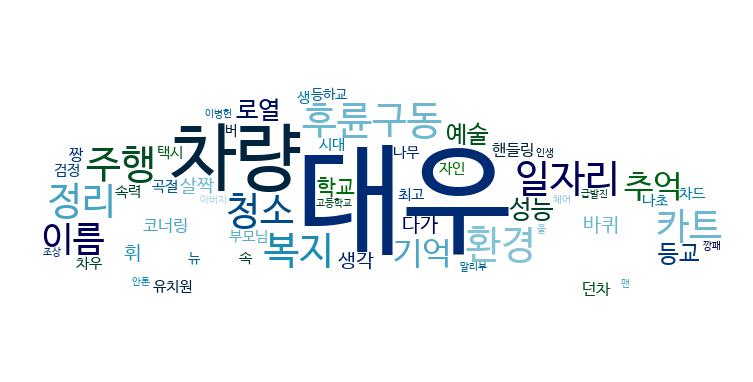 생 등하교
이병헌 로열 후륜구동
버 차량 시대 예술
짱 택시 대우 나무 핸들링 인생
검정 주행 자인 일자리
정리 속력 곡절 살짝 학교 최고 급발진 추억
아버지 고등학교 체어 나초 차드
청소 성능
이름 코너링 다가 바퀴 카트
부모님 복지 기억 환경 울
조상 휘 생각 등교 깡패
차우 뉴 속 말리부
안톤 유치원 던차 맨